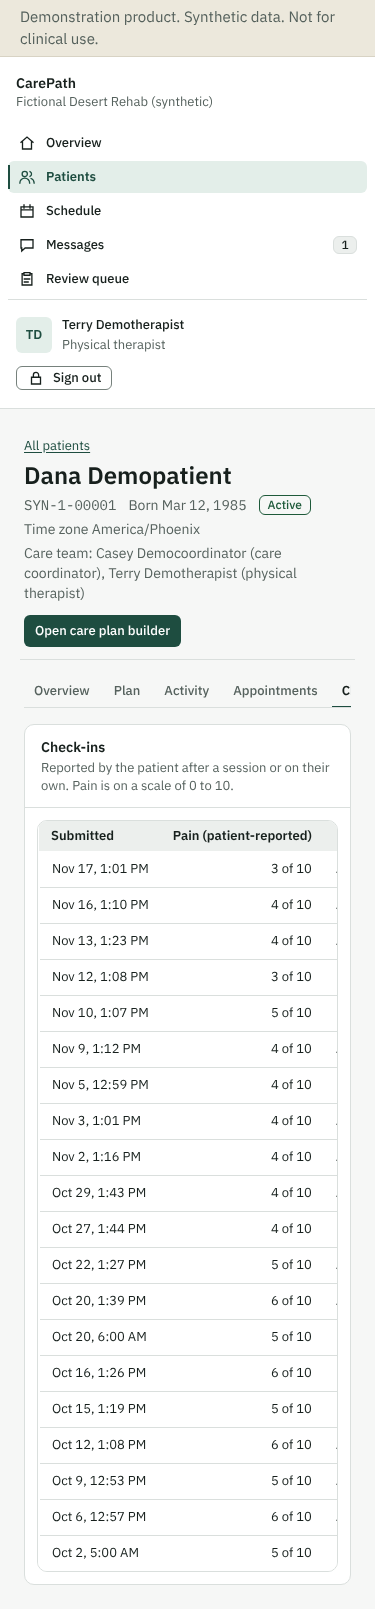 Demonstration product. Synthetic data. Not for
clinical use.
CarePath
Fictional Desert Rehab (synthetic)
Overview
Patients
Schedule
Messages 1
Review queue
TD
Terry Demotherapist
Physical therapist
Sign out
All patients
Dana Demopatient
SYN-1-00001 Born Mar 12, 1985 Active
Time zone America/Phoenix
Care team: Casey Democoordinator (care
coordinator), Terry Demotherapist (physical
therapist)
Open care plan builder
Overview Plan Activity Appointments C
Check-ins
Reported by the patient after a session or on their
own. Pain is on a scale of 0 to 10.
Submitted Pain (patient-reported)
Nov 17, 1:01 PM 3 of 10
Nov 16, 1:10 PM 4 of 10
Nov 13, 1:23 PM 4 of 10
Nov 12, 1:08 PM 3 of 10
Nov 10, 1:07 PM 5 of 10
Nov 9, 1:12 PM 4 of 10
Nov 5, 12:59 PM 4 of 10
Nov 3, 1:01 PM 4 of 10
Nov 2, 1:16 PM 4 of 10
Oct 29, 1:43 PM 4 of 10
Oct 27, 1:44 PM 4 of 10
Oct 22, 1:27 PM 5 of 10
Oct 20, 1:39 PM 6 of 10
Oct 20, 6:00 AM 5 of 10
Oct 16, 1:26 PM 6 of 10
Oct 15, 1:19 PM 5 of 10
Oct 12, 1:08 PM 6 of 10
Oct 9, 12:53 PM 5 of 10
Oct 6, 12:57 PM 6 of 10
Oct 2, 5:00 AM 5 of 10